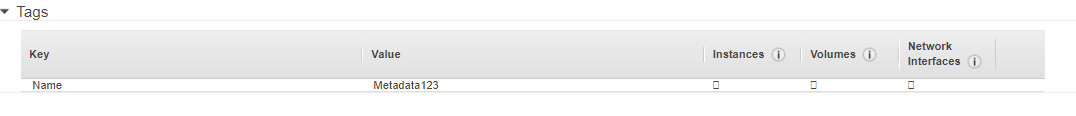 Tags
Key Value Instances Volumes Network Interfaces
Name Metadata123